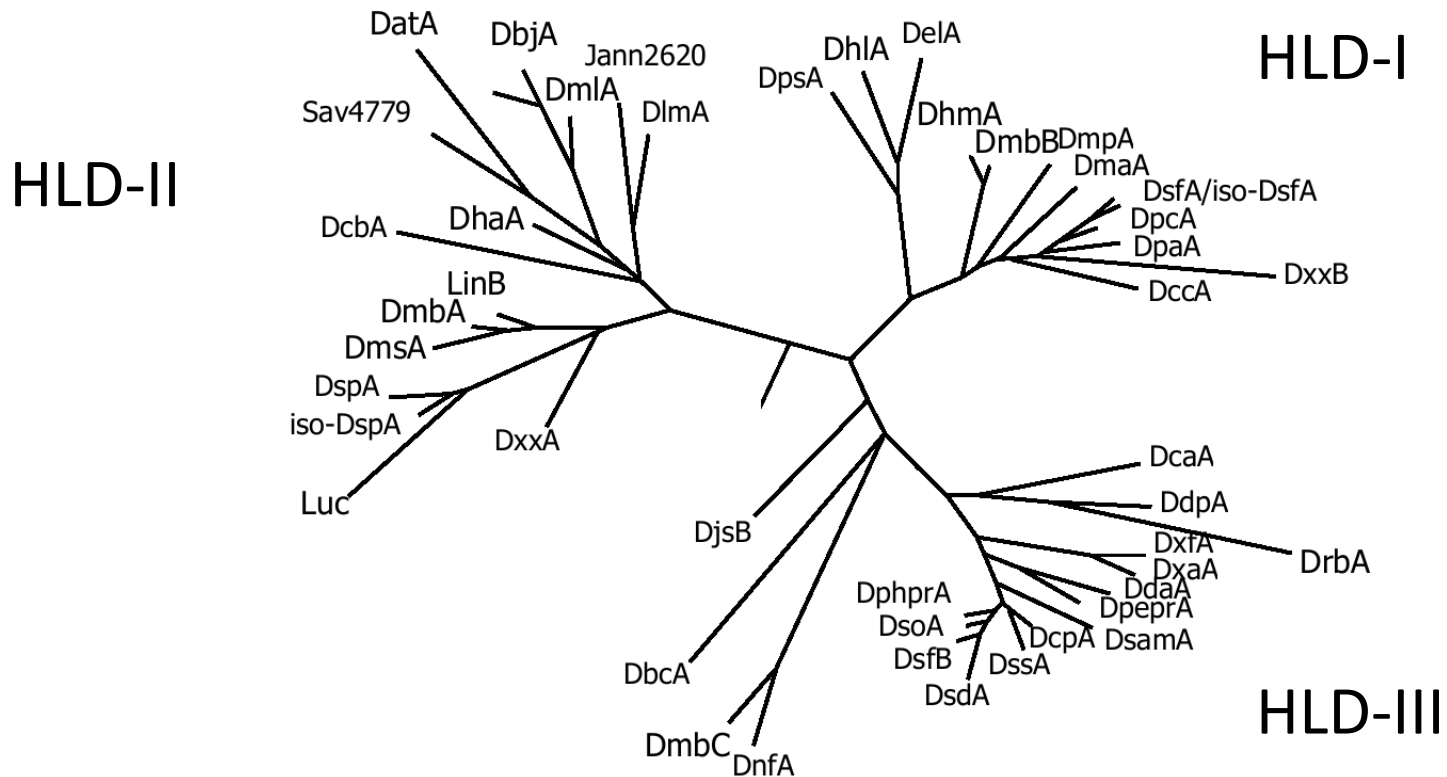 DatA
DbjA
Jann2620
DmlA
DlmA
Sav4779
HLD-II
DcbA
DhaA
LinB
DmbA
DmsA
DspA
iso-DspA
DxxA
Luc
DpsA
DhlA
DelA
HLD-I
DhmA
DmbB
DmpA
DmaA
DsfA/iso-DsfA
DpcA
DpaA
DxxB
DccA
DcaA
DdpA
DrbA
DxfA
DxaA
DdaA
DpeprA
DsamA
DcpA
DssA
DsdA
DsfB
DsoA
DphprA
DjsB
DbcA
DmbC
DnfA
HLD-III